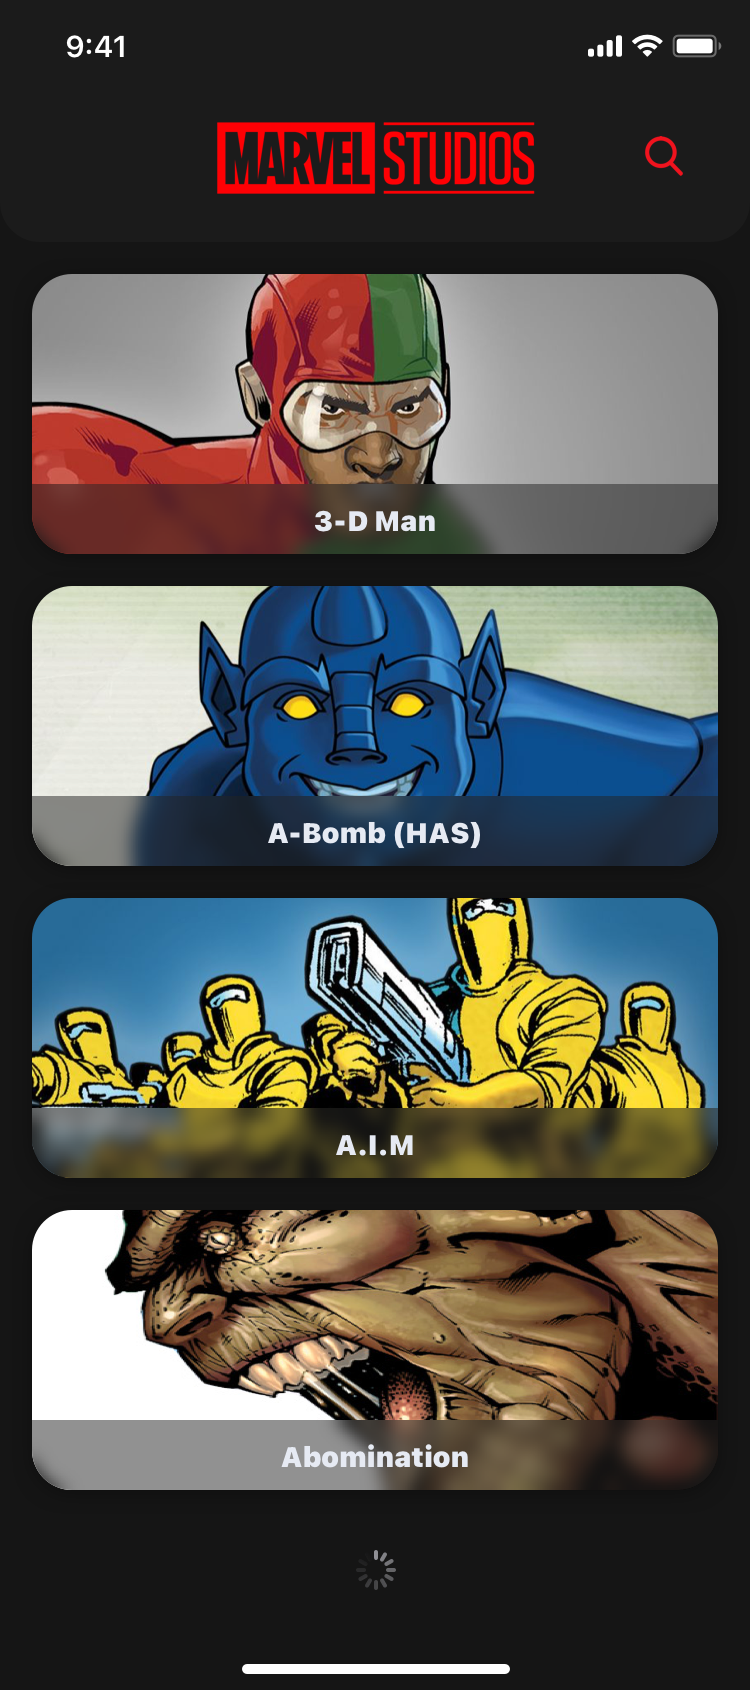 9:41
MARVEL STUDIOS
3-D Man
A-Bomb (HAS)
A.I.M
Abomination